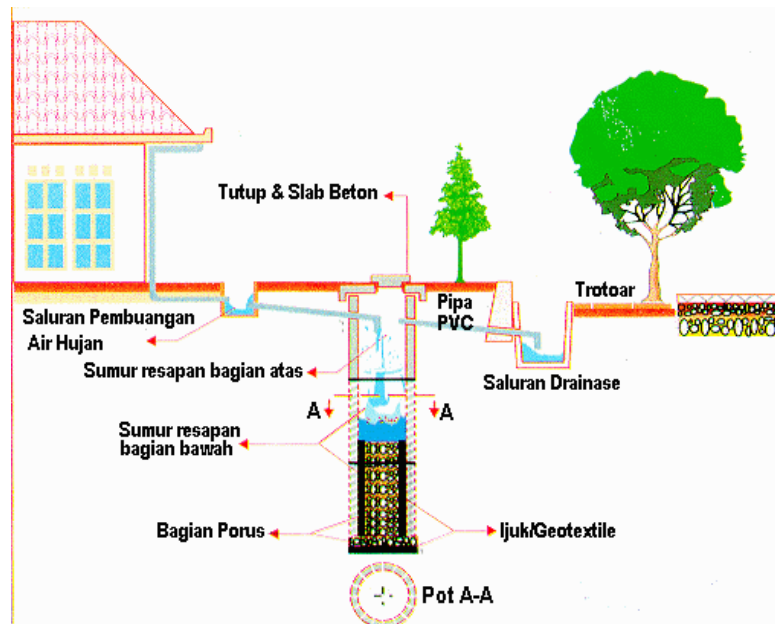 Tutup & Slab Beton
Pipa
PVC
Trotoar
Saluran Pembuangan
Air Hujan
Sumur resapan bagian atas
Saluran Drainase
A
A
Sumur resapan
bagian bawah
Bagian Porus
Ijuk/Geotextile
Pot A-A